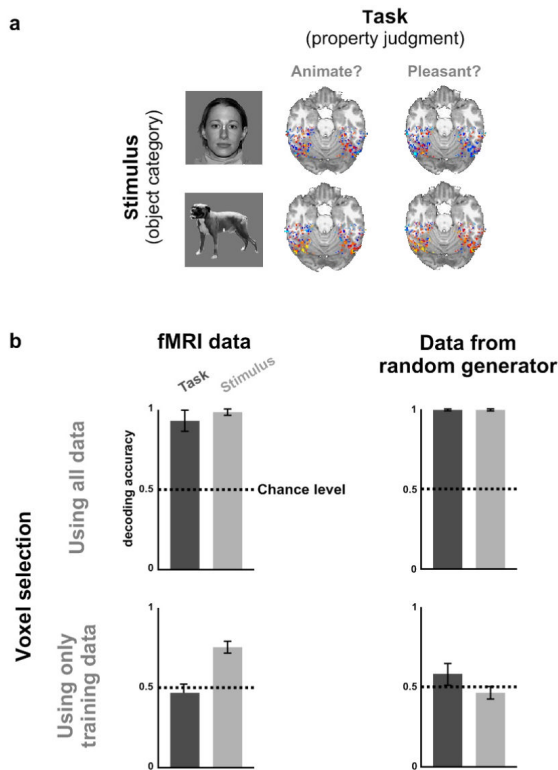 a
Task
(property judgment)
Animate?
Pleasant?
Stimulus
(object category)
b
fMRI data
Data from
random generator
Task
Stimulus
Voxel selection
Using all data
decoding accuracy
1
0.5
0
Chance level
1
0.5
0
Using only
training data
1
0.5
0
1
0.5
0